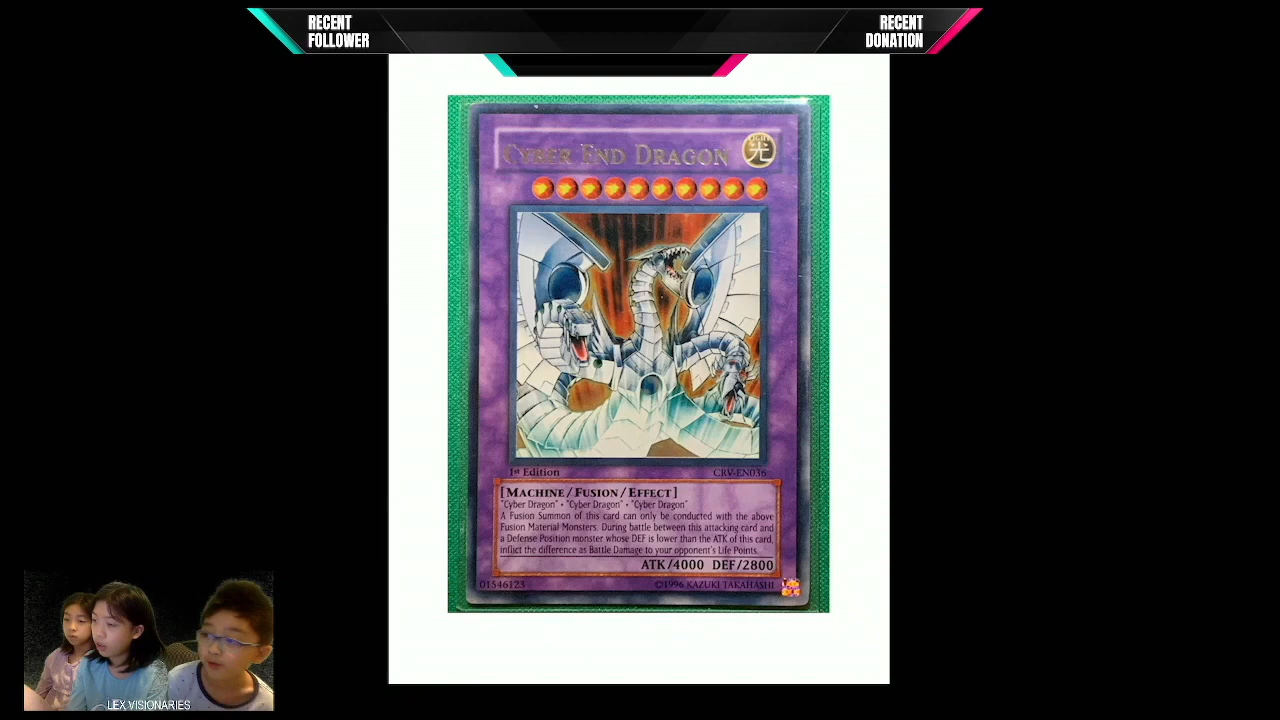 RECENT
FOLLOWER
RECENT
DONATION
CYBER END DRAGON
光
1st Edition
CRV-EN036
[MACHINE/FUSION/EFFECT]
"Cyber Dragon" + "Cyber Dragon" + "Cyber Dragon"
A Fusion Summon of this card can only be conducted with the above
Fusion Material Monsters. During battle between this attacking card and
a Defense Position monster whose DEF is lower than the ATK of this card,
inflict the difference as Battle Damage to your opponent's Life Points.
ATK/4000 DEF/2800
01546123
©1996 KAZUKI TAKAHASHI
LEX VISIONARIES